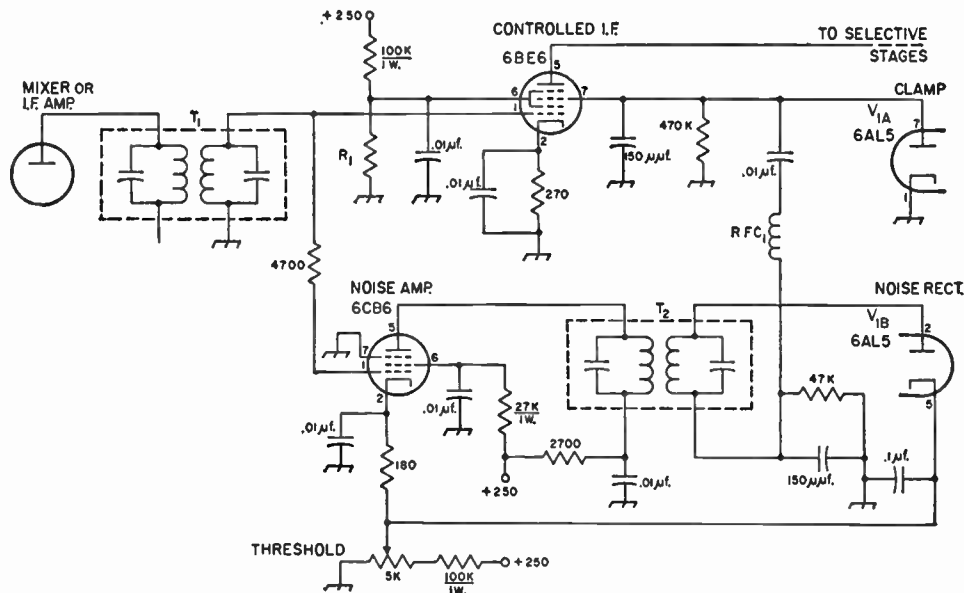 +250
CONTROLLED I.F.
6BE6
TO SELECTIVE
STAGES
100K
1W.
MIXER OR
I.F. AMP.
T1
5
6
7
1
2
CLAMP
V1A
6AL5
7
1
R1
.01µf.
.01µf.
270
150µµf.
470K
.01µf.
RFC1
4700
NOISE AMP.
6CB6
5
7
1
6
2
T2
NOISE RECT.
V1B
6AL5
2
5
.01µf.
.01µf.
27K
1W.
180
2700
+250
.01µf.
47K
150µµf.
.1µf.
THRESHOLD
5K
100K
1W.
+250